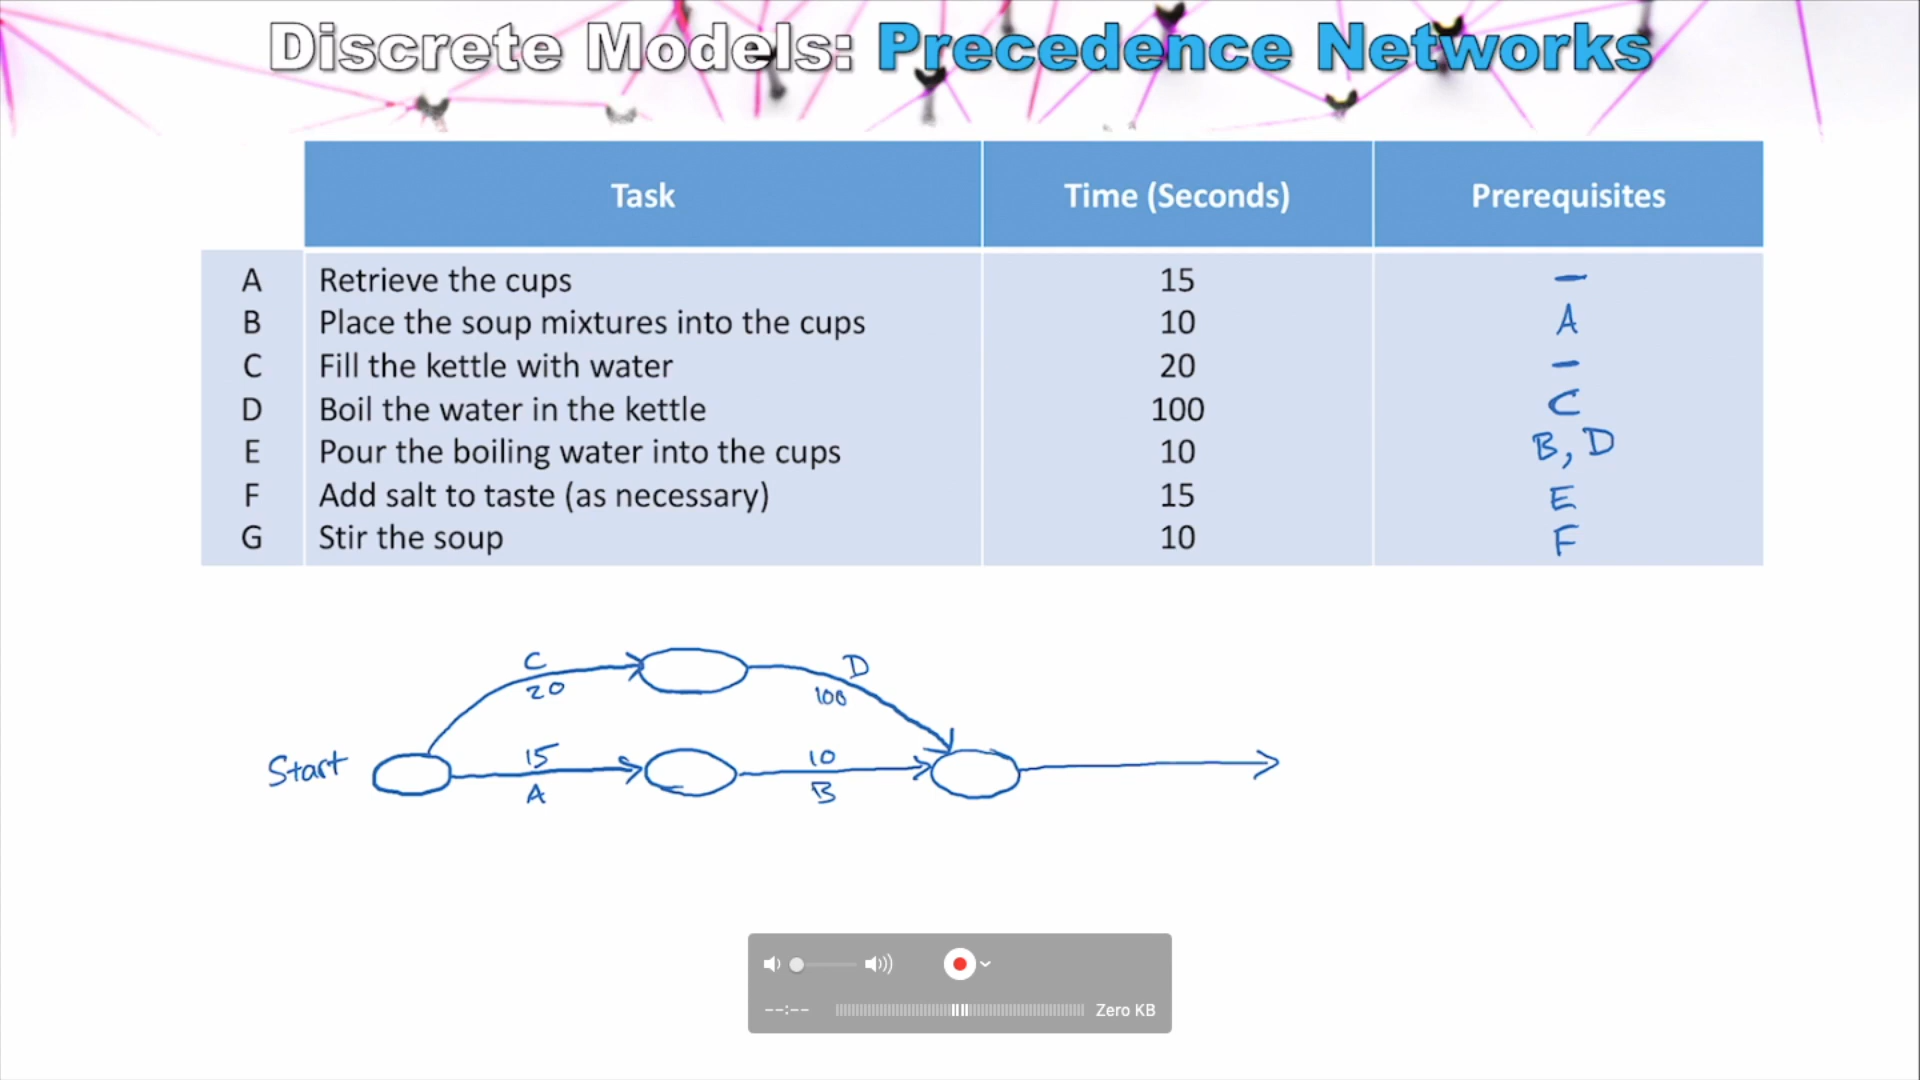 Discrete Models: Precedence Networks
Task Time (Seconds) Prerequisites
A Retrieve the cups 15 –
B Place the soup mixtures into the cups 10 A
C Fill the kettle with water 20 –
D Boil the water in the kettle 100 C
E Pour the boiling water into the cups 10 B, D
F Add salt to taste (as necessary) 15 E
G Stir the soup 10 F
C D
20 100
Start 15 10
A B
--:-- Zero KB